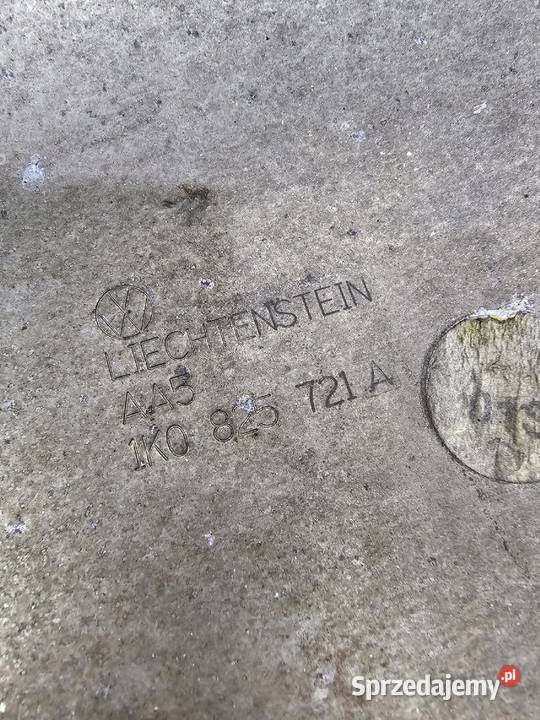 LIECHTENSTEIN
AA5
1K0 825 721 A
Sprzedajemy.pl